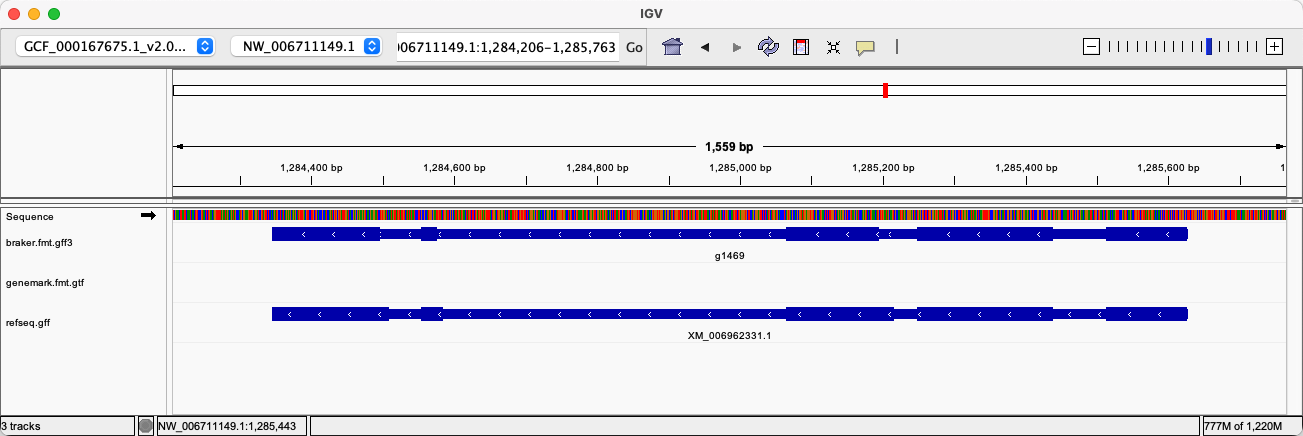 IGV
GCF_000167675.1_v2.0... NW_006711149.1 006711149.1:1,284,206-1,285,763 Go
1,559 bp
1,284,400 bp 1,284,600 bp 1,284,800 bp 1,285,000 bp 1,285,200 bp 1,285,400 bp 1,285,600 bp 1
Sequence
braker.fmt.gff3
g1469
genemark.fmt.gtf
refseq.gff
XM_006962331.1
3 tracks NW_006711149.1:1,285,443 777M of 1,220M